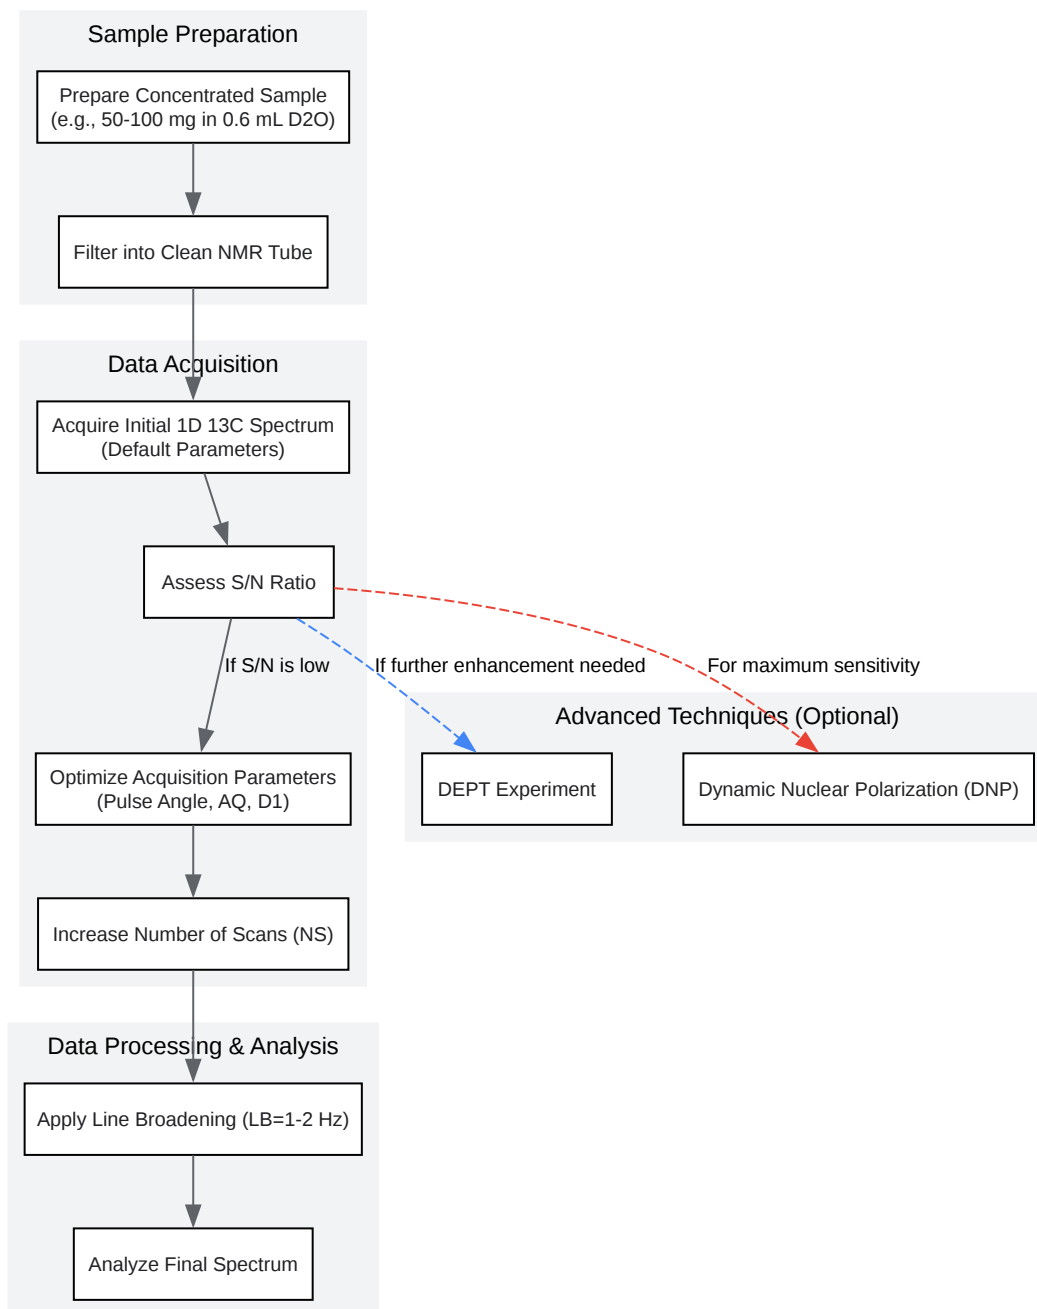 Sample Preparation
Prepare Concentrated Sample
(e.g., 50-100 mg in 0.6 mL D2O)
Filter into Clean NMR Tube
Data Acquisition
Acquire Initial 1D 13C Spectrum
(Default Parameters)
Assess S/N Ratio
If S/N is low
If further enhancement needed
For maximum sensitivity
Advanced Techniques (Optional)
Optimize Acquisition Parameters
(Pulse Angle, AQ, D1)
DEPT Experiment
Dynamic Nuclear Polarization (DNP)
Increase Number of Scans (NS)
Data Processing & Analysis
Apply Line Broadening (LB=1-2 Hz)
Analyze Final Spectrum